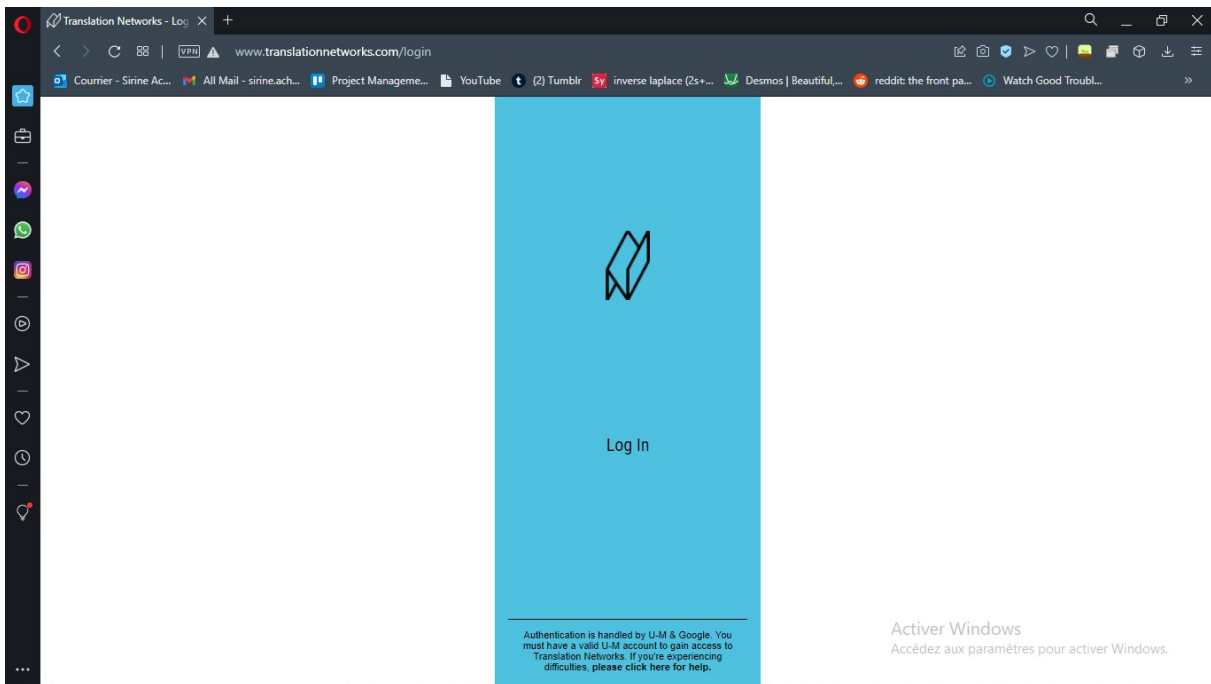 Translation Networks - Log
VPN www.translationnetworks.com/login
Courrier - Sirine Ac... All Mail - sirine.ach... Project Manageme... YouTube (2) Tumblr Sy inverse laplace (2s+... Desmos | Beautiful,... reddit: the front pa... Watch Good Troubl...
Log In
Authentication is handled by U-M & Google. You
must have a valid U-M account to gain access to
Translation Networks. If you're experiencing
difficulties, please click here for help.
Activer Windows
Accédez aux paramètres pour activer Windows.